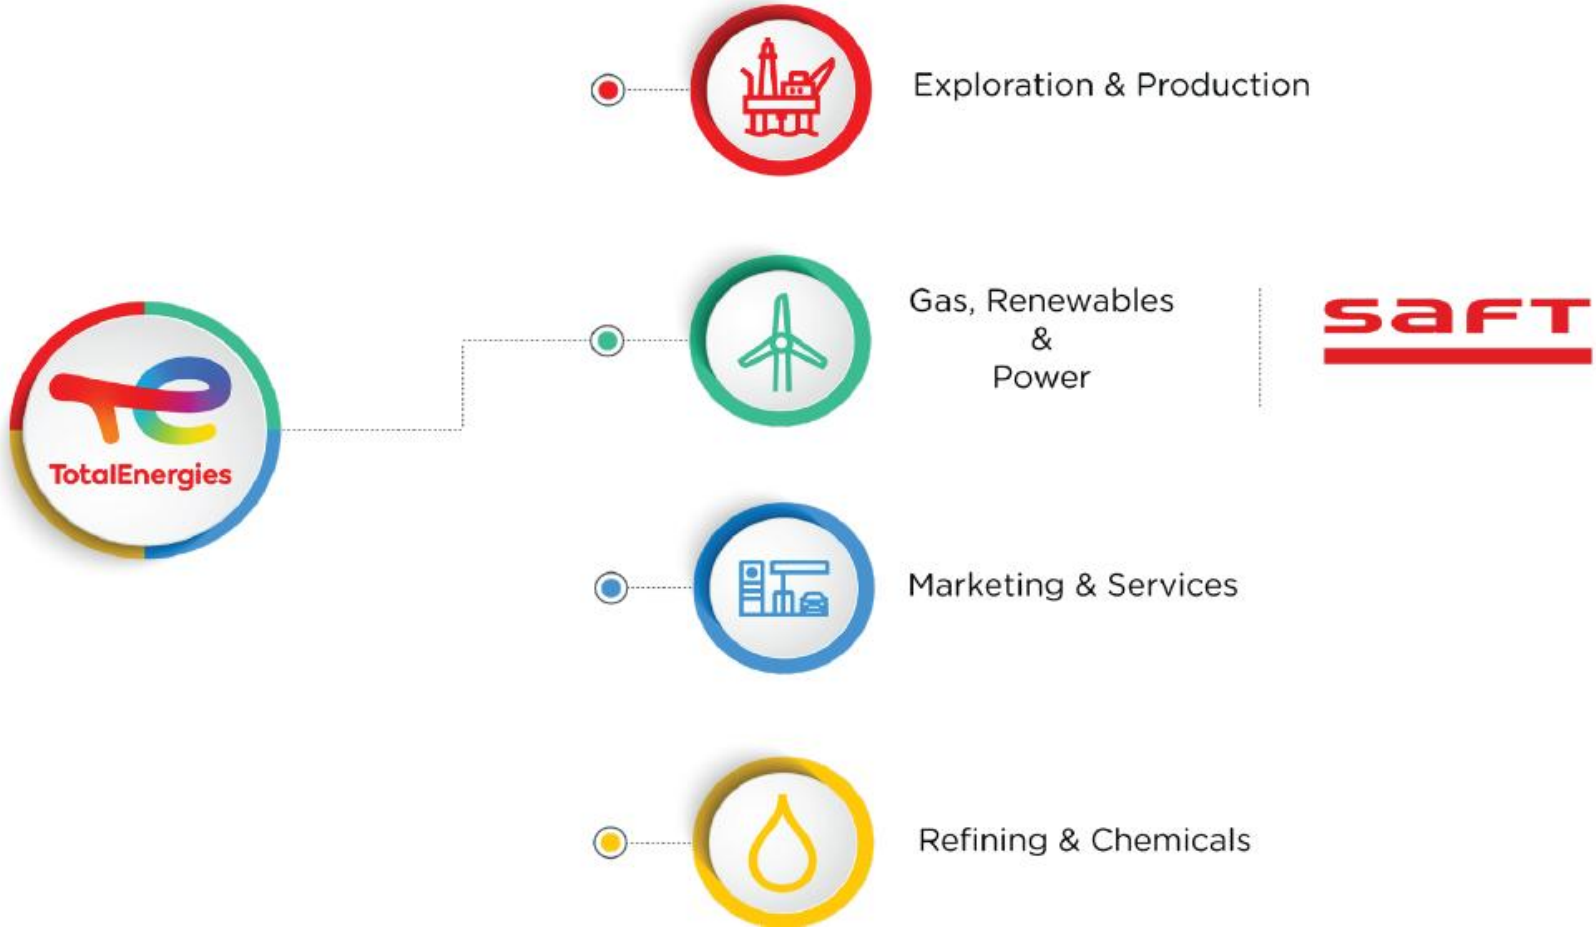 Exploration & Production
Gas, Renewables
&
Power
saft
TotalEnergies
Marketing & Services
Refining & Chemicals